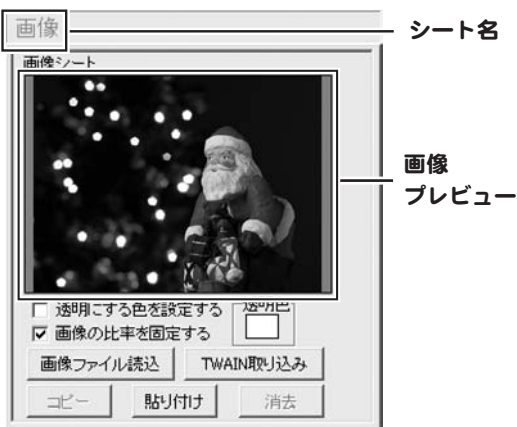 画像
シート名
画像シート
画像
プレビュー
透明にする色を設定する
透明色
画像の比率を固定する
画像ファイル読込
TWAIN取り込み
コピー
貼り付け
消去